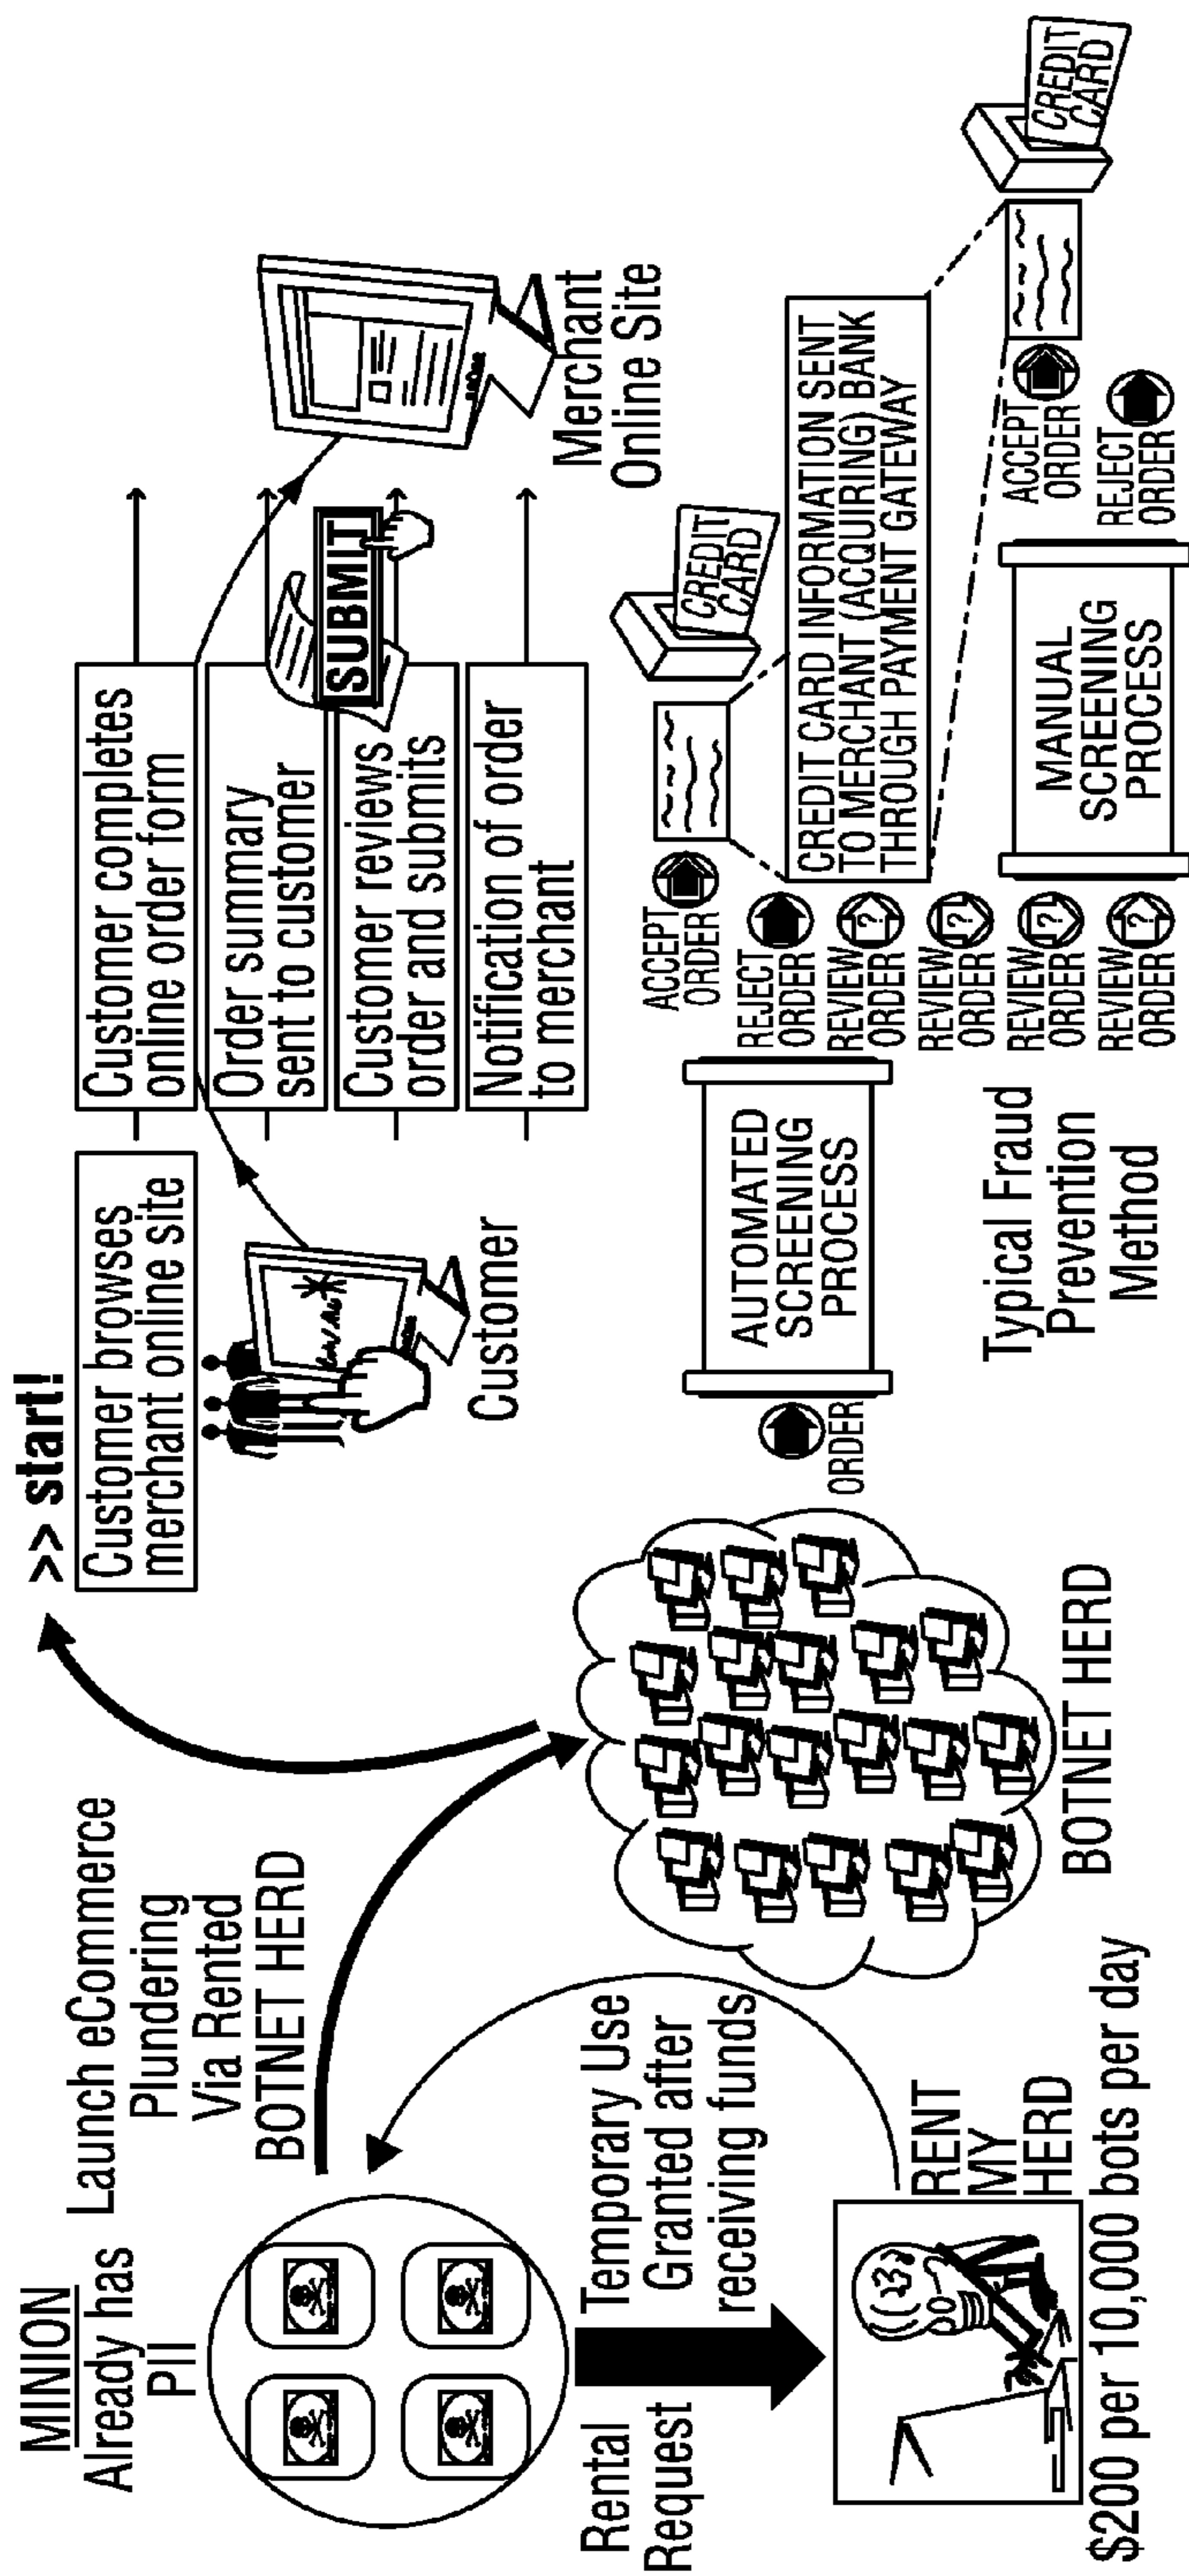 MINION
Already has
PII
Launch eCommerce
Plundering
Via Rented
BOTNET HERD
Rental
Request
Temporary Use
Granted after
receiving funds
RENT
MY
HERD
$200 per 10,000 bots per day
BOTNET HERD
>> start!
Customer browses
merchant online site
Customer
Customer completes
online order form
Order summary
sent to customer
Customer reviews
order and submits
Notification of order
to merchant
SUBMIT
Merchant
Online Site
ORDER
AUTOMATED
SCREENING
PROCESS
Typical Fraud
Prevention
Method
ACCEPT
ORDER
REJECT
ORDER
REVIEW
ORDER
?
REVIEW
ORDER
?
REVIEW
ORDER
?
REVIEW
ORDER
?
CREDIT
CARD
CREDIT CARD INFORMATION SENT
TO MERCHANT (ACQUIRING) BANK
THROUGH PAYMENT GATEWAY
MANUAL
SCREENING
PROCESS
ACCEPT
ORDER
REJECT
ORDER
CREDIT
CARD